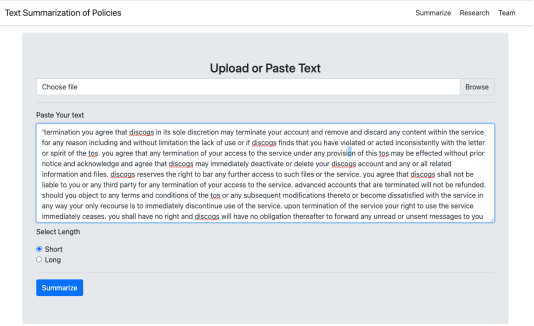 Text Summarization of Policies
Summarize Research Team
Upload or Paste Text
Choose file Browse
Paste Your text
"termination you agree that discogs in its sole discretion may terminate your account and remove and discard any content within the service
for any reason including and without limitation the lack of use or if discogs finds that you have violated or acted inconsistently with the letter
or spirit of the tos. you agree that any termination of your access to the service under any provision of this tos may be effected without prior
notice and acknowledge and agree that discogs may immediately deactivate or delete your discogs account and any or all related
information and files. discogs reserves the right to bar any further access to such files or the service. you agree that discogs shall not be
liable to you or any third party for any termination of your access to the service. advanced accounts that are terminated will not be refunded.
should you object to any terms and conditions of the tos or any subsequent modifications thereto or become dissatisfied with the service in
any way your only recourse is to immediately discontinue use of the service. upon termination of the service your right to use the service
immediately ceases. you shall have no right and discogs will have no obligation thereafter to forward any unread or unsent messages to you
Select Length
Short
Long
Summarize